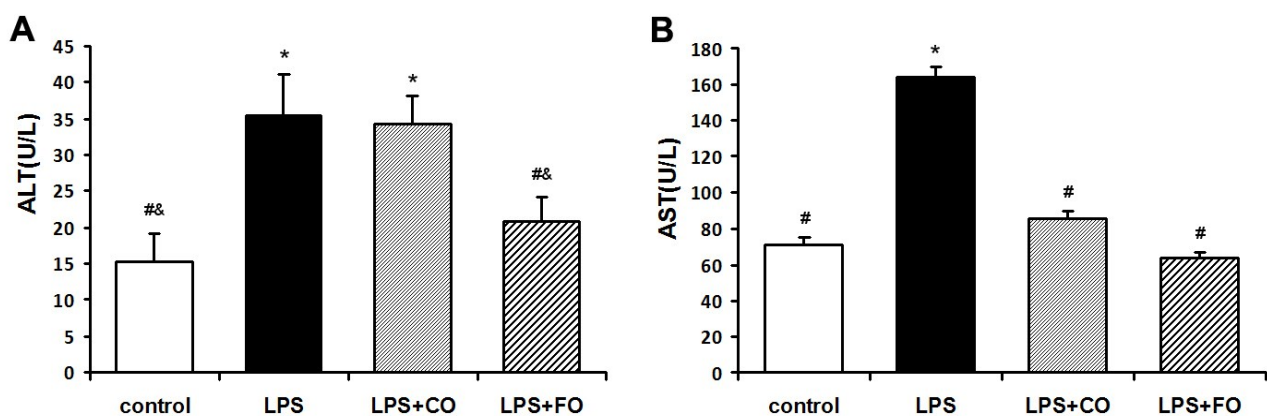 A
ALT(U/L)
45
40
35
30
25
20
15
10
5
0
#&
*
*
#&
control
LPS
LPS+CO
LPS+FO
B
AST(U/L)
180
160
140
120
100
80
60
40
20
0
#
*
#
#
control
LPS
LPS+CO
LPS+FO